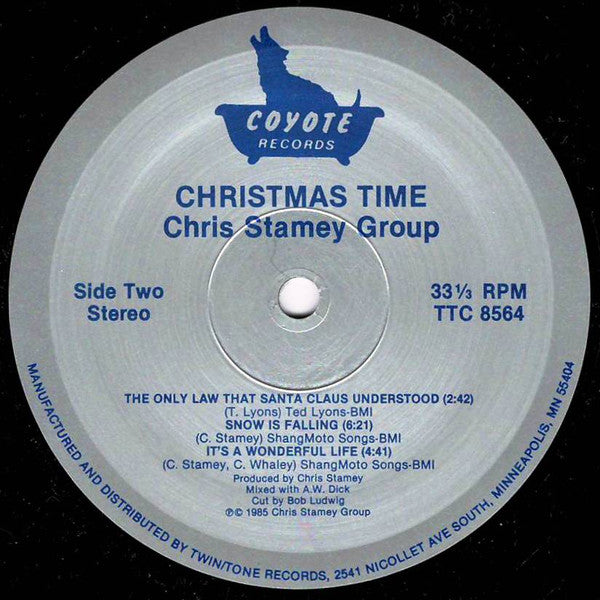 COYOTE
RECORDS
CHRISTMAS TIME
Chris Stamey Group
Side Two
Stereo
33 1/3 RPM
TTC 8564
THE ONLY LAW THAT SANTA CLAUS UNDERSTOOD (2:42)
(T. Lyons) Ted Lyons-BMI
SNOW IS FALLING (6:21)
(C. Stamey) ShangMoto Songs-BMI
IT'S A WONDERFUL LIFE (4:41)
(C. Stamey, C. Whaley) ShangMoto Songs-BMI
Produced by Chris Stamey
Mixed with A.W. Dick
Cut by Bob Ludwig
℗© 1985 Chris Stamey Group
MANUFACTURED AND DISTRIBUTED BY TWIN/TONE RECORDS, 2541 NICOLLET AVE SOUTH, MINNEAPOLIS, MN 55404